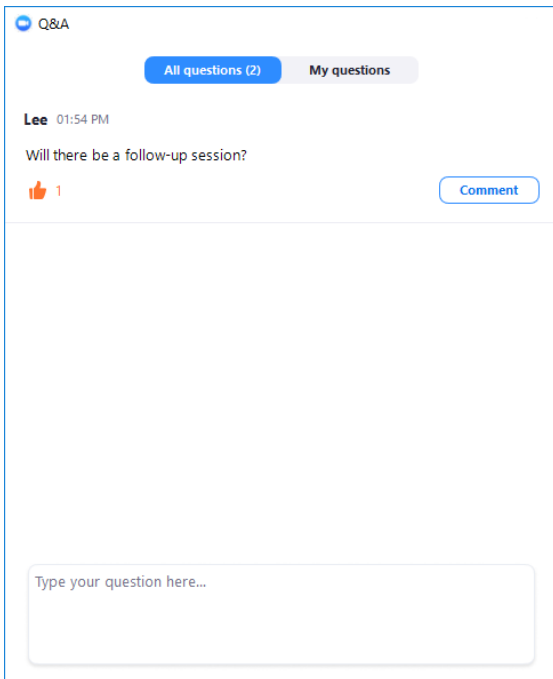 Q&A
All questions (2) My questions
Lee 01:54 PM
Will there be a follow-up session?
1 Comment
Type your question here...